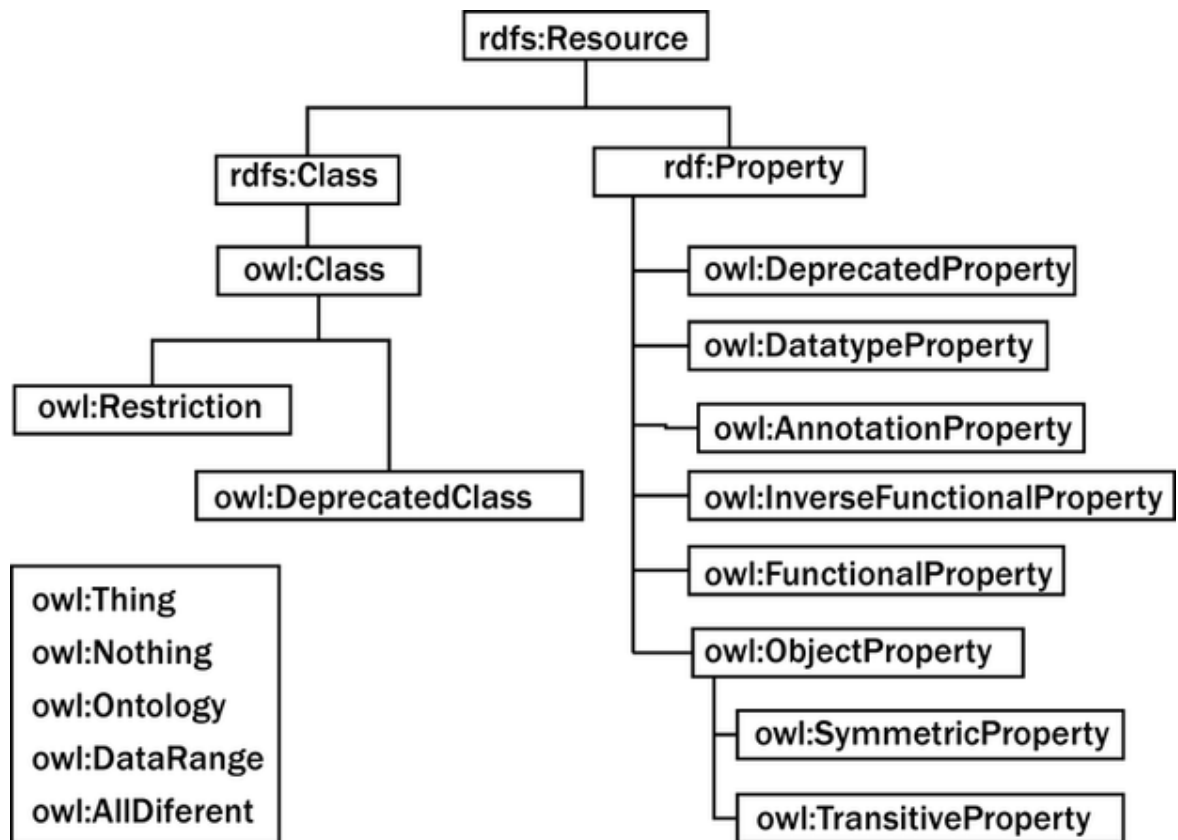 rdfs:Resource
rdfs:Class
rdf:Property
owl:Class
owl:DeprecatedProperty
owl:DatatypeProperty
owl:Restriction
owl:AnnotationProperty
owl:DeprecatedClass
owl:InverseFunctionalProperty
owl:FunctionalProperty
owl:Thing
owl:Nothing
owl:ObjectProperty
owl:Ontology
owl:SymmetricProperty
owl:DataRange
owl:AllDiferent
owl:TransitiveProperty